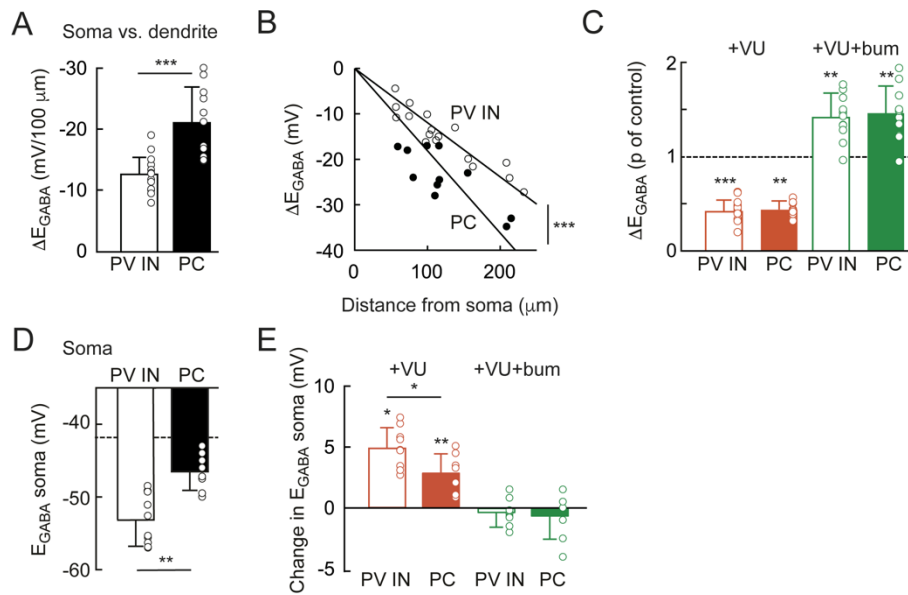 A
Soma vs. dendrite
ΔE_GABA (mV/100 μm)
-30
-20
-10
0
***
PV IN
PC
B
ΔE_GABA (mV)
0
-10
-20
-30
-40
PV IN
PC
***
0
100
200
Distance from soma (μm)
C
+VU
+VU+bum
ΔE_GABA (p of control)
2
1
0
***
**
**
**
PV IN
PC
PV IN
PC
D
Soma
PV IN
PC
E_GABA soma (mV)
-40
-50
-60
**
E
+VU
+VU+bum
Change in E_GABA soma (mV)
10
5
0
-5
*
*
**
PV IN
PC
PV IN
PC